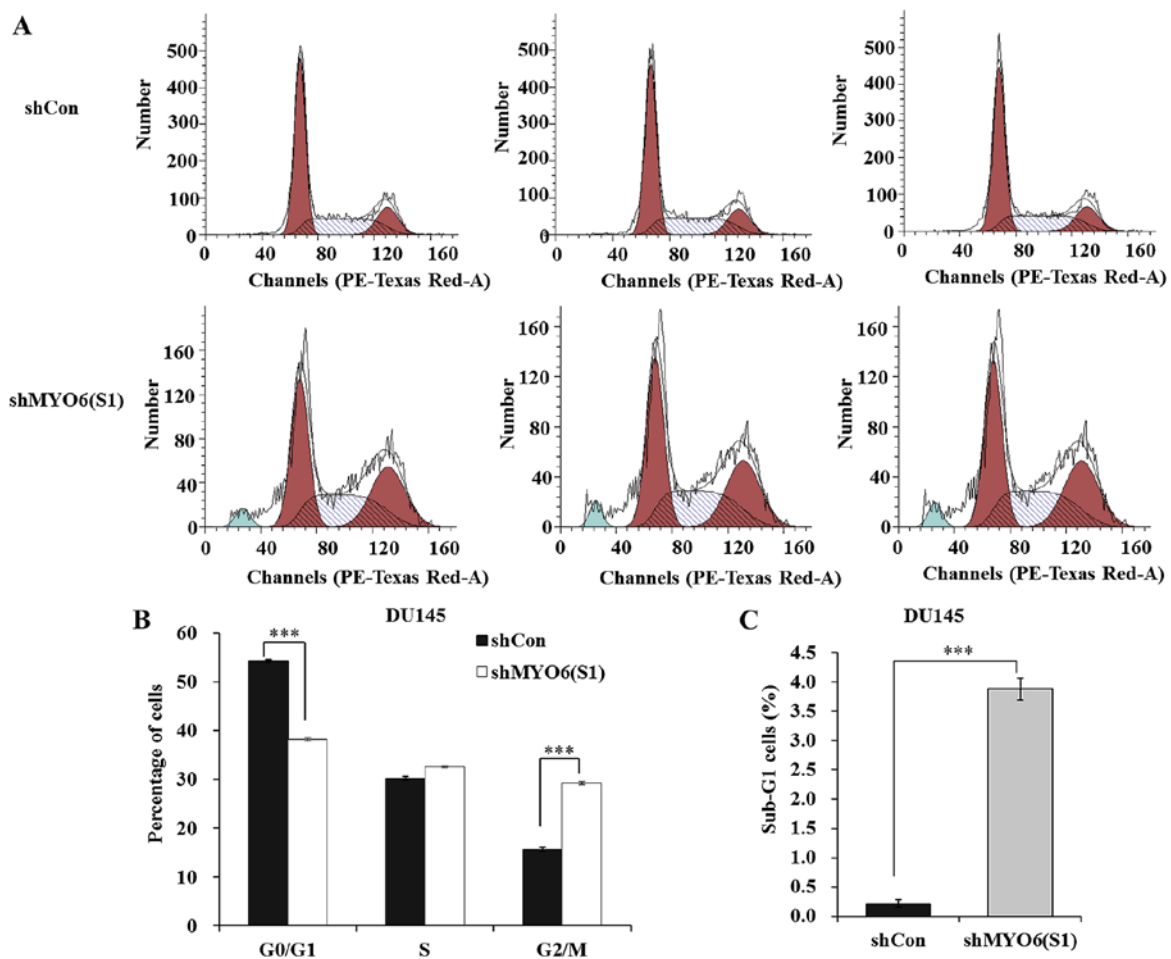 A
shCon
Number
500
400
300
200
100
0
0 40 80 120 160
Channels (PE-Texas Red-A)
Number
500
400
300
200
100
0
0 40 80 120 160
Channels (PE-Texas Red-A)
Number
500
400
300
200
100
0
0 40 80 120 160
Channels (PE-Texas Red-A)
shMYO6(S1)
Number
160
120
80
40
0
0 40 80 120 160
Channels (PE-Texas Red-A)
Number
160
120
80
40
0
0 40 80 120 160
Channels (PE-Texas Red-A)
Number
160
120
80
40
0
0 40 80 120 160
Channels (PE-Texas Red-A)
B
DU145
shCon
shMYO6(S1)
Percentage of cells
60
50
40
30
20
10
0
***
***
G0/G1 S G2/M
C
DU145
Sub-G1 cells (%)
4.5
4.0
3.5
3.0
2.5
2.0
1.5
1.0
0.5
0.0
***
shCon shMYO6(S1)